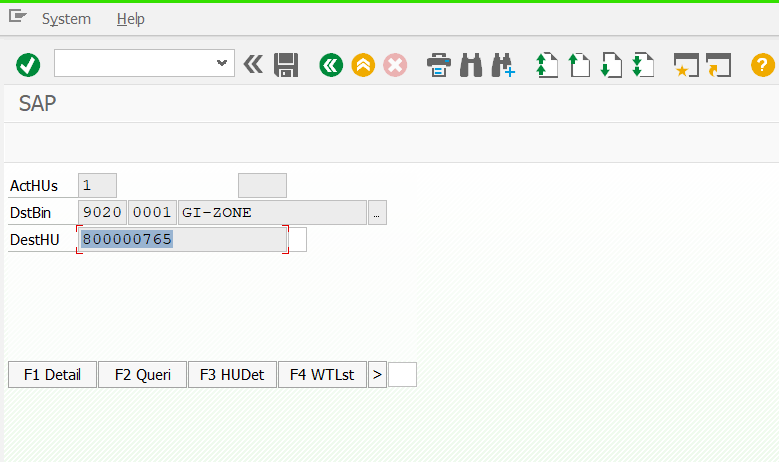 System Help
SAP
ActHUs 1
DstBin 9020 0001 GI-ZONE ...
DestHU 800000765
F1 Detail F2 Queri F3 HUDet F4 WTLst >